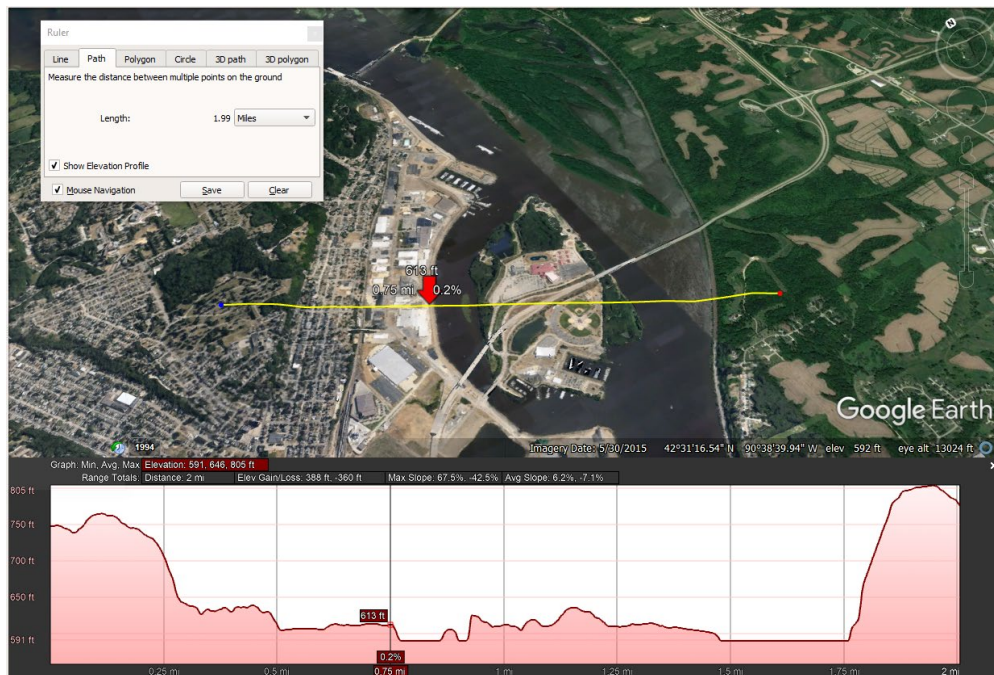 Ruler
Line Path Polygon Circle 3D path 3D polygon
Measure the distance between multiple points on the ground
Length: 1.99 Miles
Show Elevation Profile
Mouse Navigation Save Clear
N
613 ft
0.75 mi 0.2%
Google Earth
1994
Imagery Date: 5/30/2015 42°31'16.54" N 90°38'39.94" W elev 592 ft eye alt 13024 ft
Graph: Min, Avg, Max Elevation: 591, 646, 805 ft
Range Totals: Distance: 2 mi Elev Gain/Loss: 388 ft, -360 ft Max Slope: 67.5%, -42.5% Avg Slope: 6.2%, -7.1%
805 ft
750 ft
700 ft
650 ft
613 ft
591 ft
0.2%
0.25 mi 0.5 mi 0.75 mi 1 mi 1.25 mi 1.5 mi 1.75 mi 2 mi